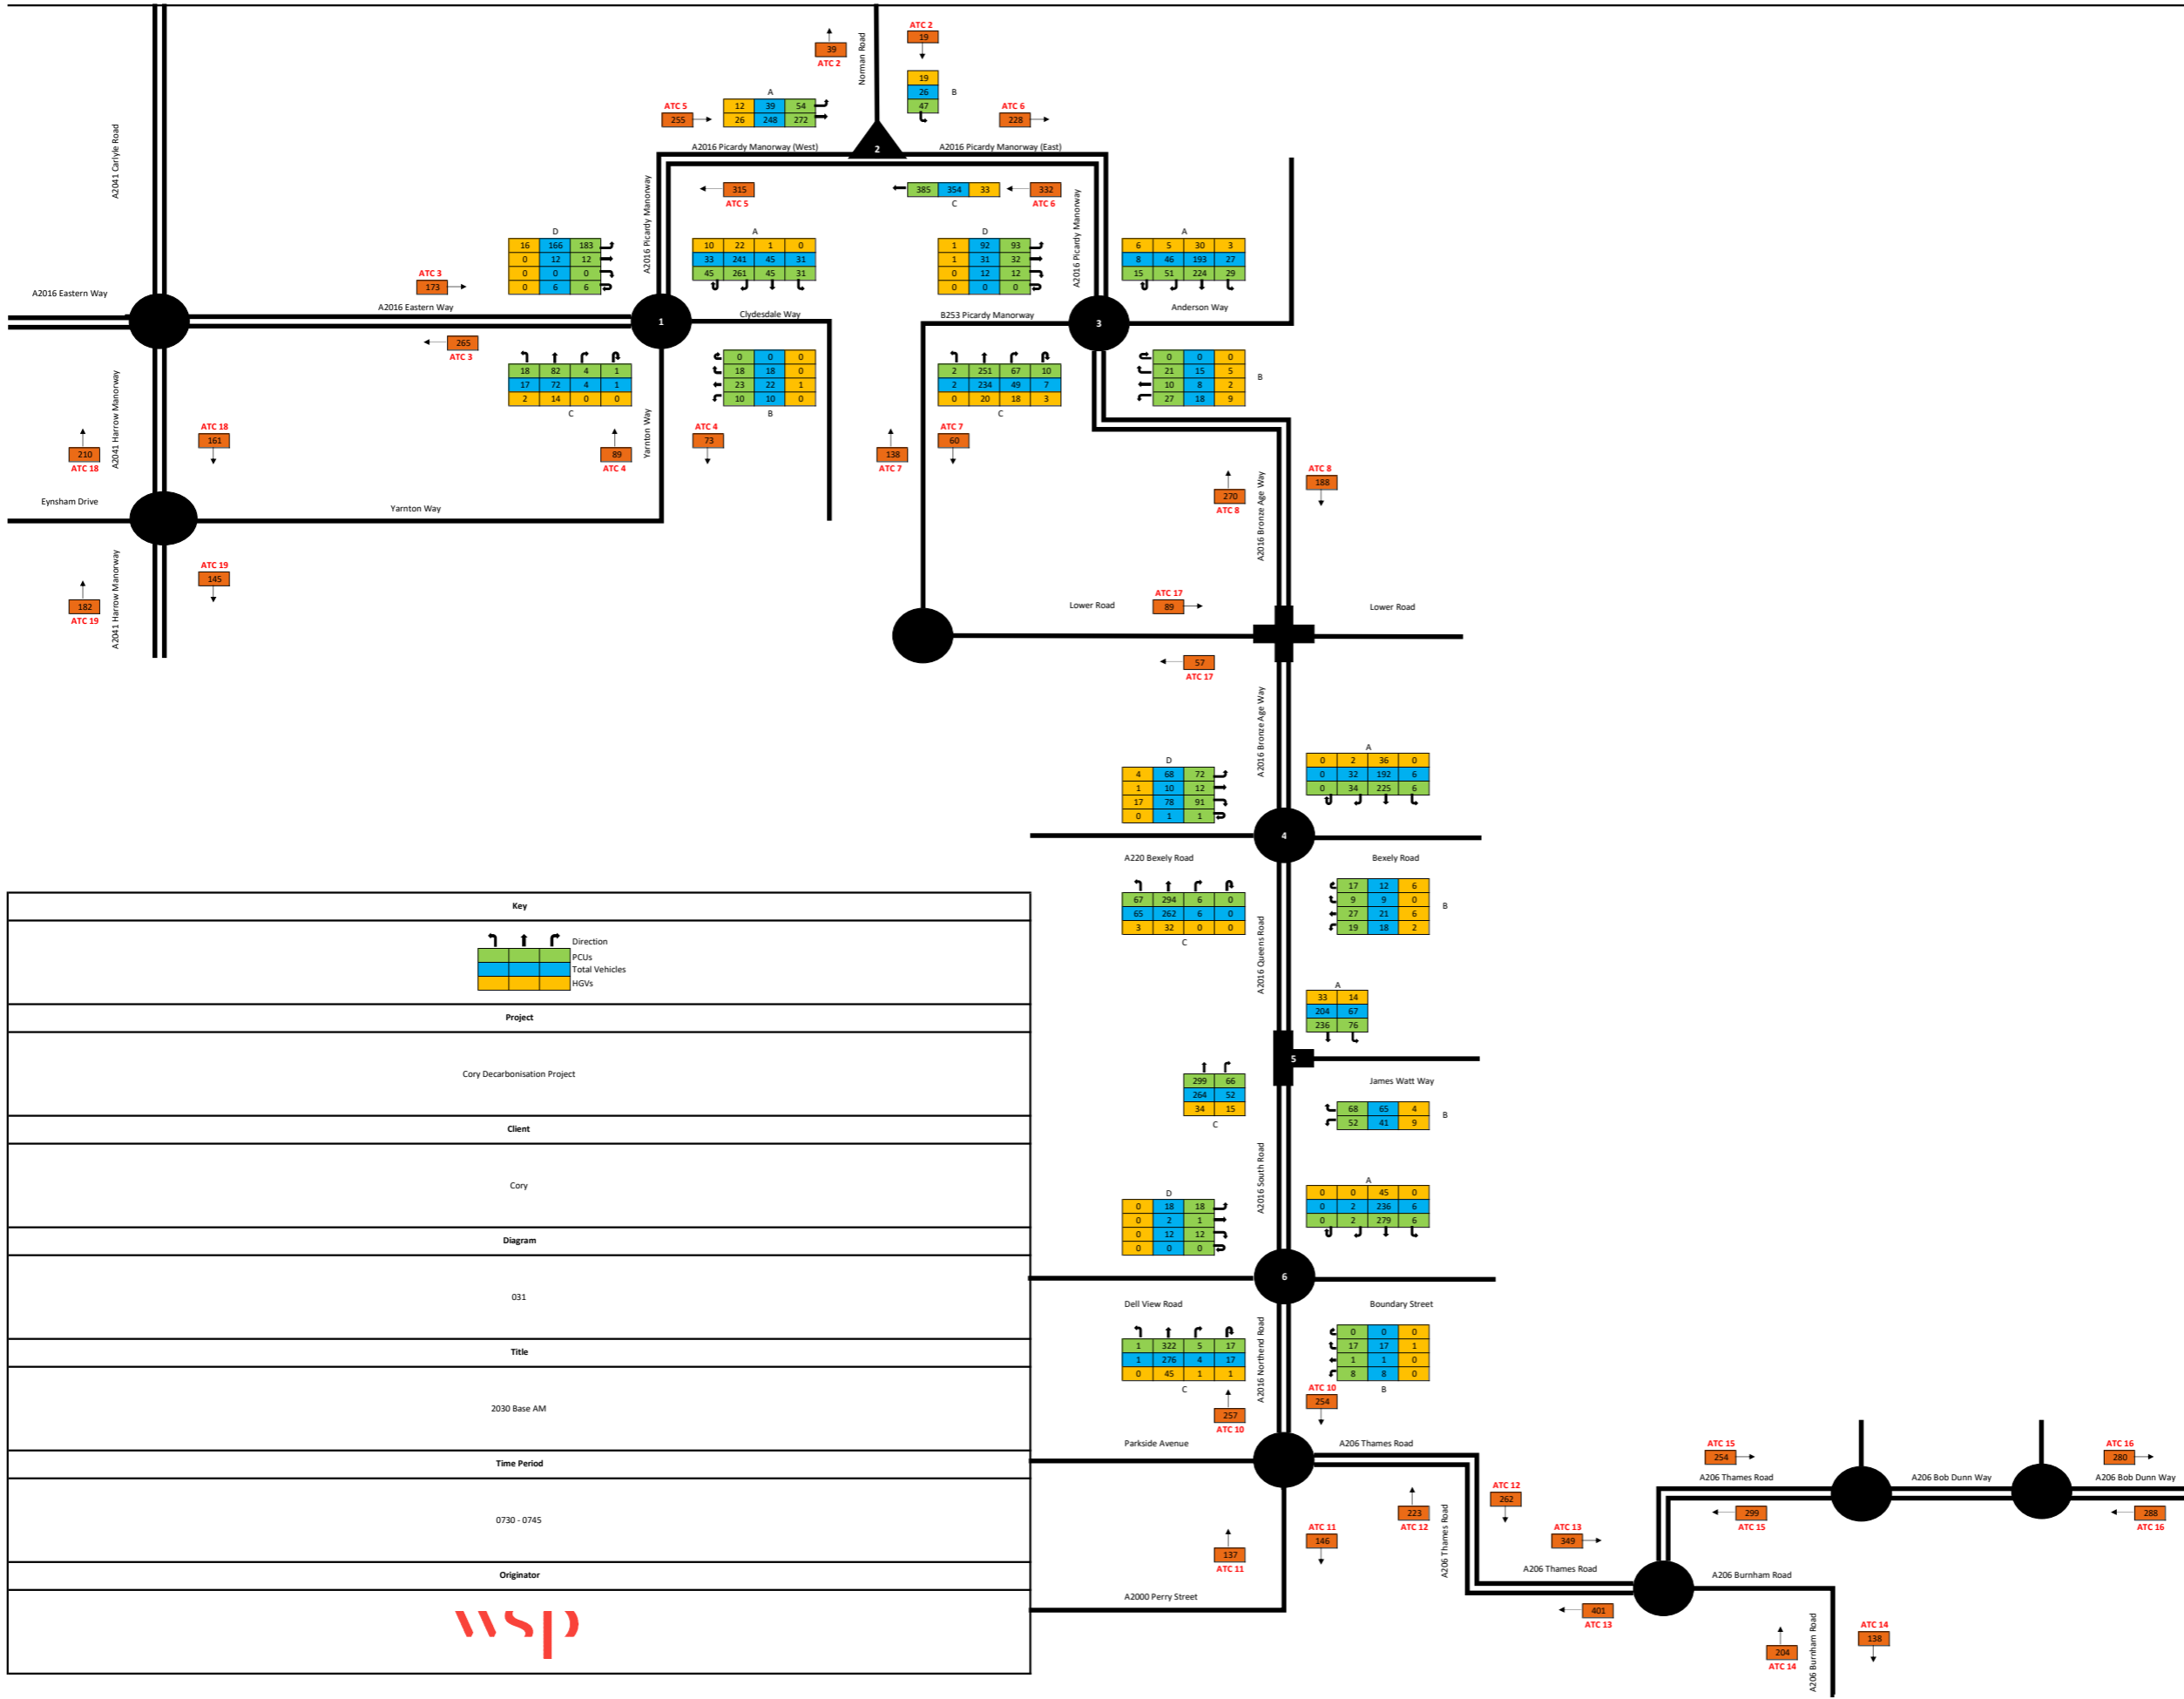 ATC 2
39
ATC 2
Norman Road
19
19
26
B
47
A
ATC 5
12 39 54
255
26 248 272
ATC 6
228
A2016 Picardy Manorway (West)
2
A2016 Picardy Manorway (East)
A2041 Carlyle Road
A2016 Picardy Manorway
315
ATC 5
385 354 33
C
332
ATC 6
A2016 Picardy Manorway
D
16 166 183
0 12 12
0 0 0
0 6 6
A
10 22 1 0
33 241 45 31
45 261 45 31
D
1 92 93
1 31 32
0 12 12
0 0 0
A
6 5 30 3
8 46 193 27
15 51 224 29
ATC 3
173
A2016 Eastern Way
A2016 Eastern Way
1
Clydesdale Way
B253 Picardy Manorway
3
Anderson Way
265
ATC 3
18 82 4 1
17 72 4 1
2 14 0 0
C
0 0 0
18 18 0
23 22 1
10 10 0
B
2 251 67 10
2 234 49 7
0 20 18 3
C
0 0 0
21 15 5
10 8 2
27 18 9
B
A2041 Harrow Manorway
210
ATC 18
ATC 18
161
Yarnton Way
89
ATC 4
ATC 4
73
138
ATC 7
ATC 7
60
270
ATC 8
A2016 Bronze Age Way
ATC 8
188
Eynsham Drive
Yarnton Way
182
ATC 19
A2041 Harrow Manorway
ATC 19
145
Lower Road
ATC 17
89
Lower Road
57
ATC 17
A2016 Bronze Age Way
D
4 68 72
1 10 12
17 78 91
0 1 1
A
0 2 36 0
0 32 192 6
0 34 225 6
4
A220 Bexely Road
Bexely Road
67 294 6 0
65 262 6 0
3 32 0 0
C
A2016 Queens Road
17 12 6
9 9 0
27 21 6
19 18 2
B
A
33 14
204 67
236 76
5
James Watt Way
299 66
264 52
34 15
C
68 65 4
52 41 9
B
A2016 South Road
D
0 18 18
0 2 1
0 12 12
0 0 0
A
0 0 45 0
0 2 236 6
0 2 279 6
6
Dell View Road
Boundary Street
1 322 5 17
1 276 4 17
0 45 1 1
C
A2016 Northend Road
0 0 0
17 17 1
1 1 0
8 8 0
B
257
ATC 10
ATC 10
254
Parkside Avenue
A206 Thames Road
137
ATC 11
ATC 11
146
A2000 Perry Street
223
ATC 12
A206 Thames Road
ATC 12
262
ATC 13
349
A206 Thames Road
401
ATC 13
ATC 15
254
A206 Thames Road
299
ATC 15
A206 Bob Dunn Way
ATC 16
280
A206 Bob Dunn Way
288
ATC 16
A206 Burnham Road
204
ATC 14
A206 Burnham Road
ATC 14
138
Key
Direction
PCUs
Total Vehicles
HGVs
Project
Cory Decarbonisation Project
Client
Cory
Diagram
031
Title
2030 Base AM
Time Period
0730 - 0745
Originator
wsp